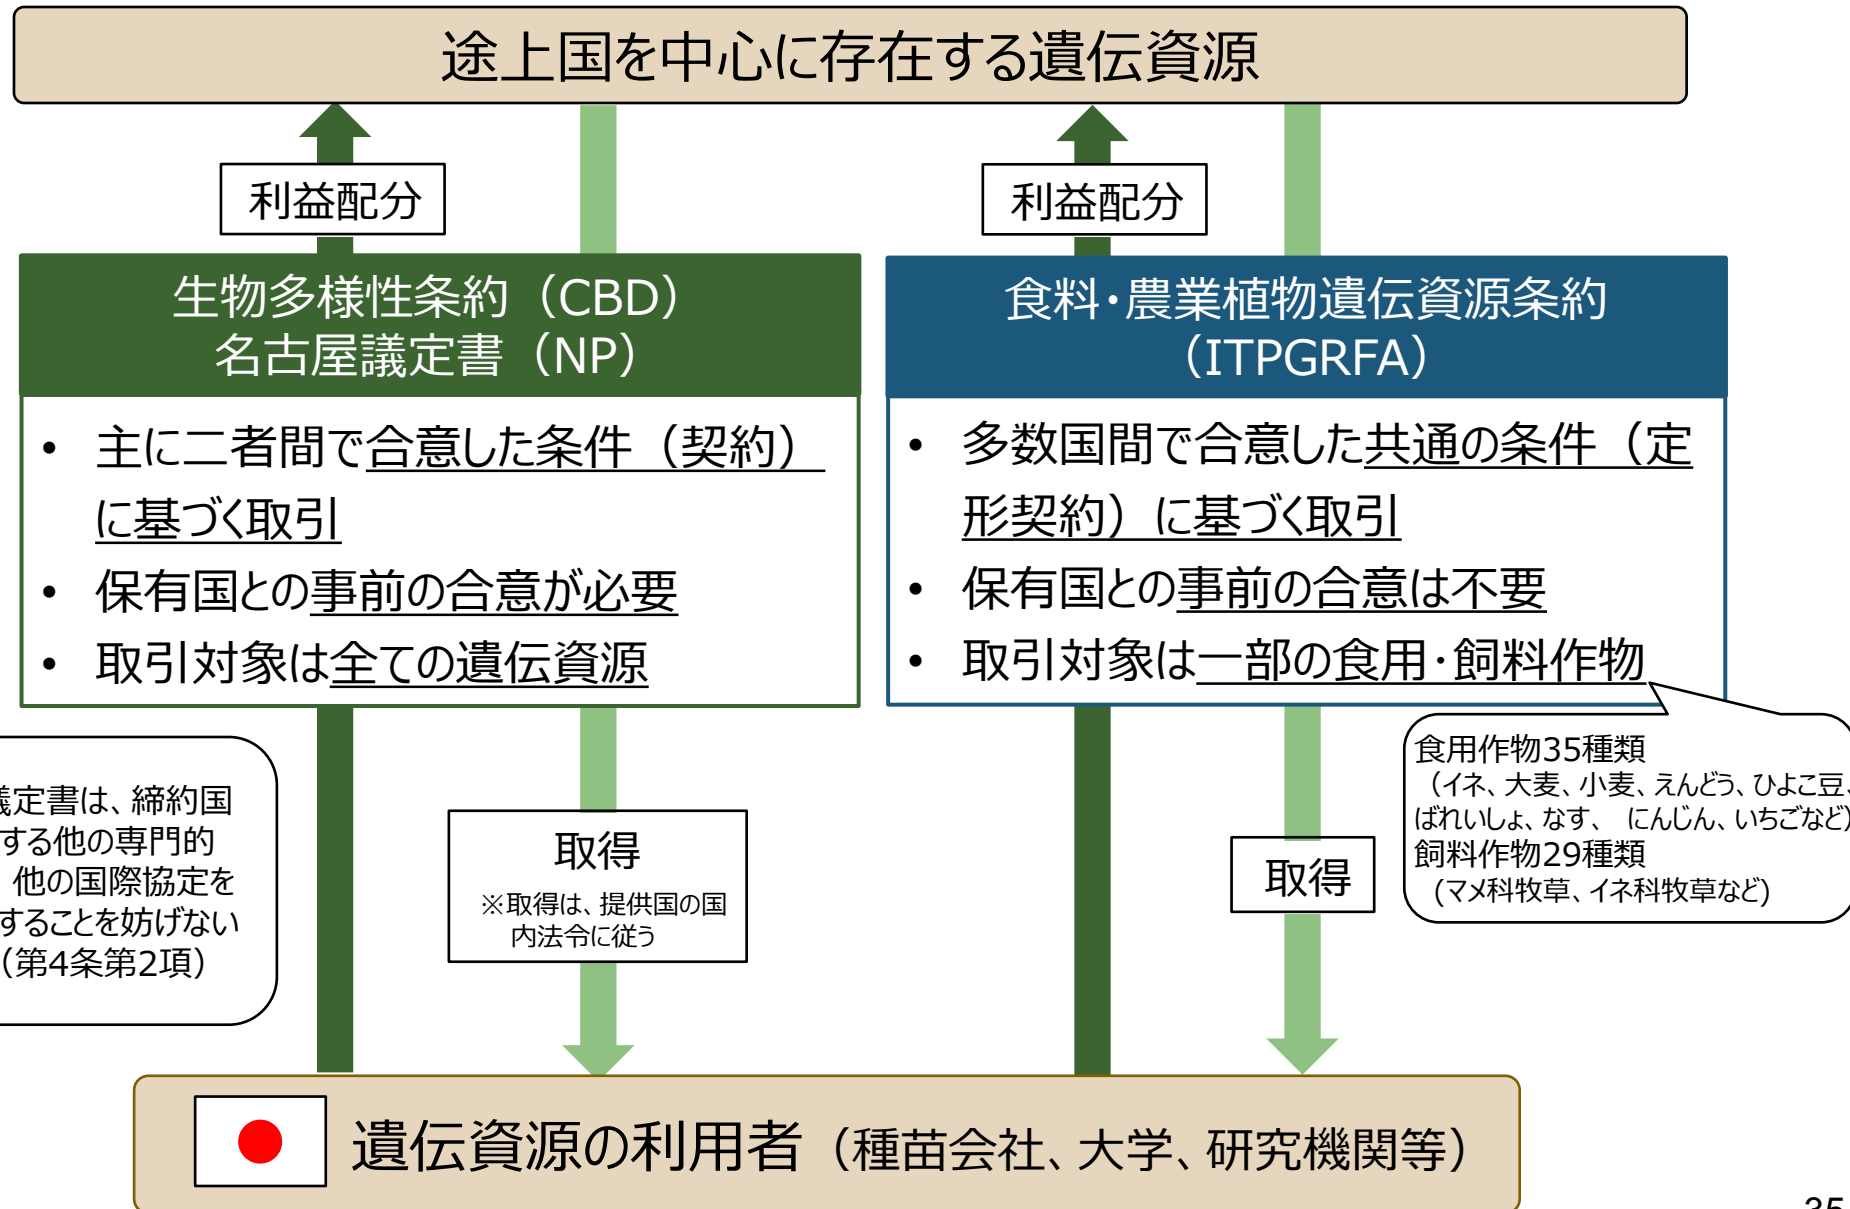 途上国を中心に存在する遺伝資源
利益配分
利益配分
生物多様性条約（CBD）
名古屋議定書（NP）
• 主に二者間で合意した条件（契約）
に基づく取引
• 保有国との事前の合意が必要
• 取引対象は全ての遺伝資源
食料・農業植物遺伝資源条約
（ITPGRFA）
• 多数国間で合意した共通の条件（定
形契約）に基づく取引
• 保有国との事前の合意は不要
• 取引対象は一部の食用・飼料作物
議定書は、締約国
する他の専門的
他の国際協定を
することを妨げない
（第4条第2項）
取得
※取得は、提供国の国
内法令に従う
取得
食用作物35種類
（イネ、大麦、小麦、えんどう、ひよこ豆、
ばれいしょ、なす、 にんじん、いちごなど)
飼料作物29種類
(マメ科牧草、イネ科牧草など)
遺伝資源の利用者（種苗会社、大学、研究機関等）
35